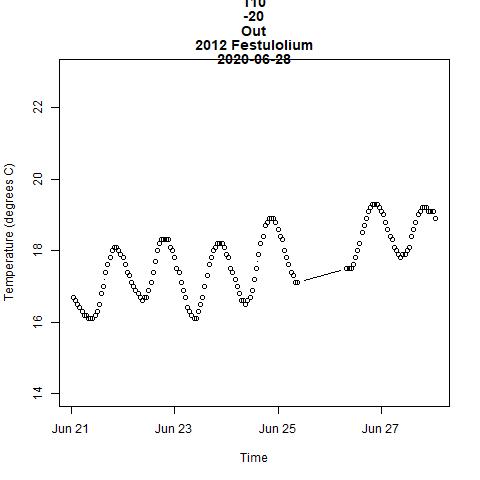 110
-20
Out
2012 Festulolium
2020-06-28
22
20
18
16
14
Temperature (degrees C)
Jun 21
Jun 23
Jun 25
Jun 27
Time